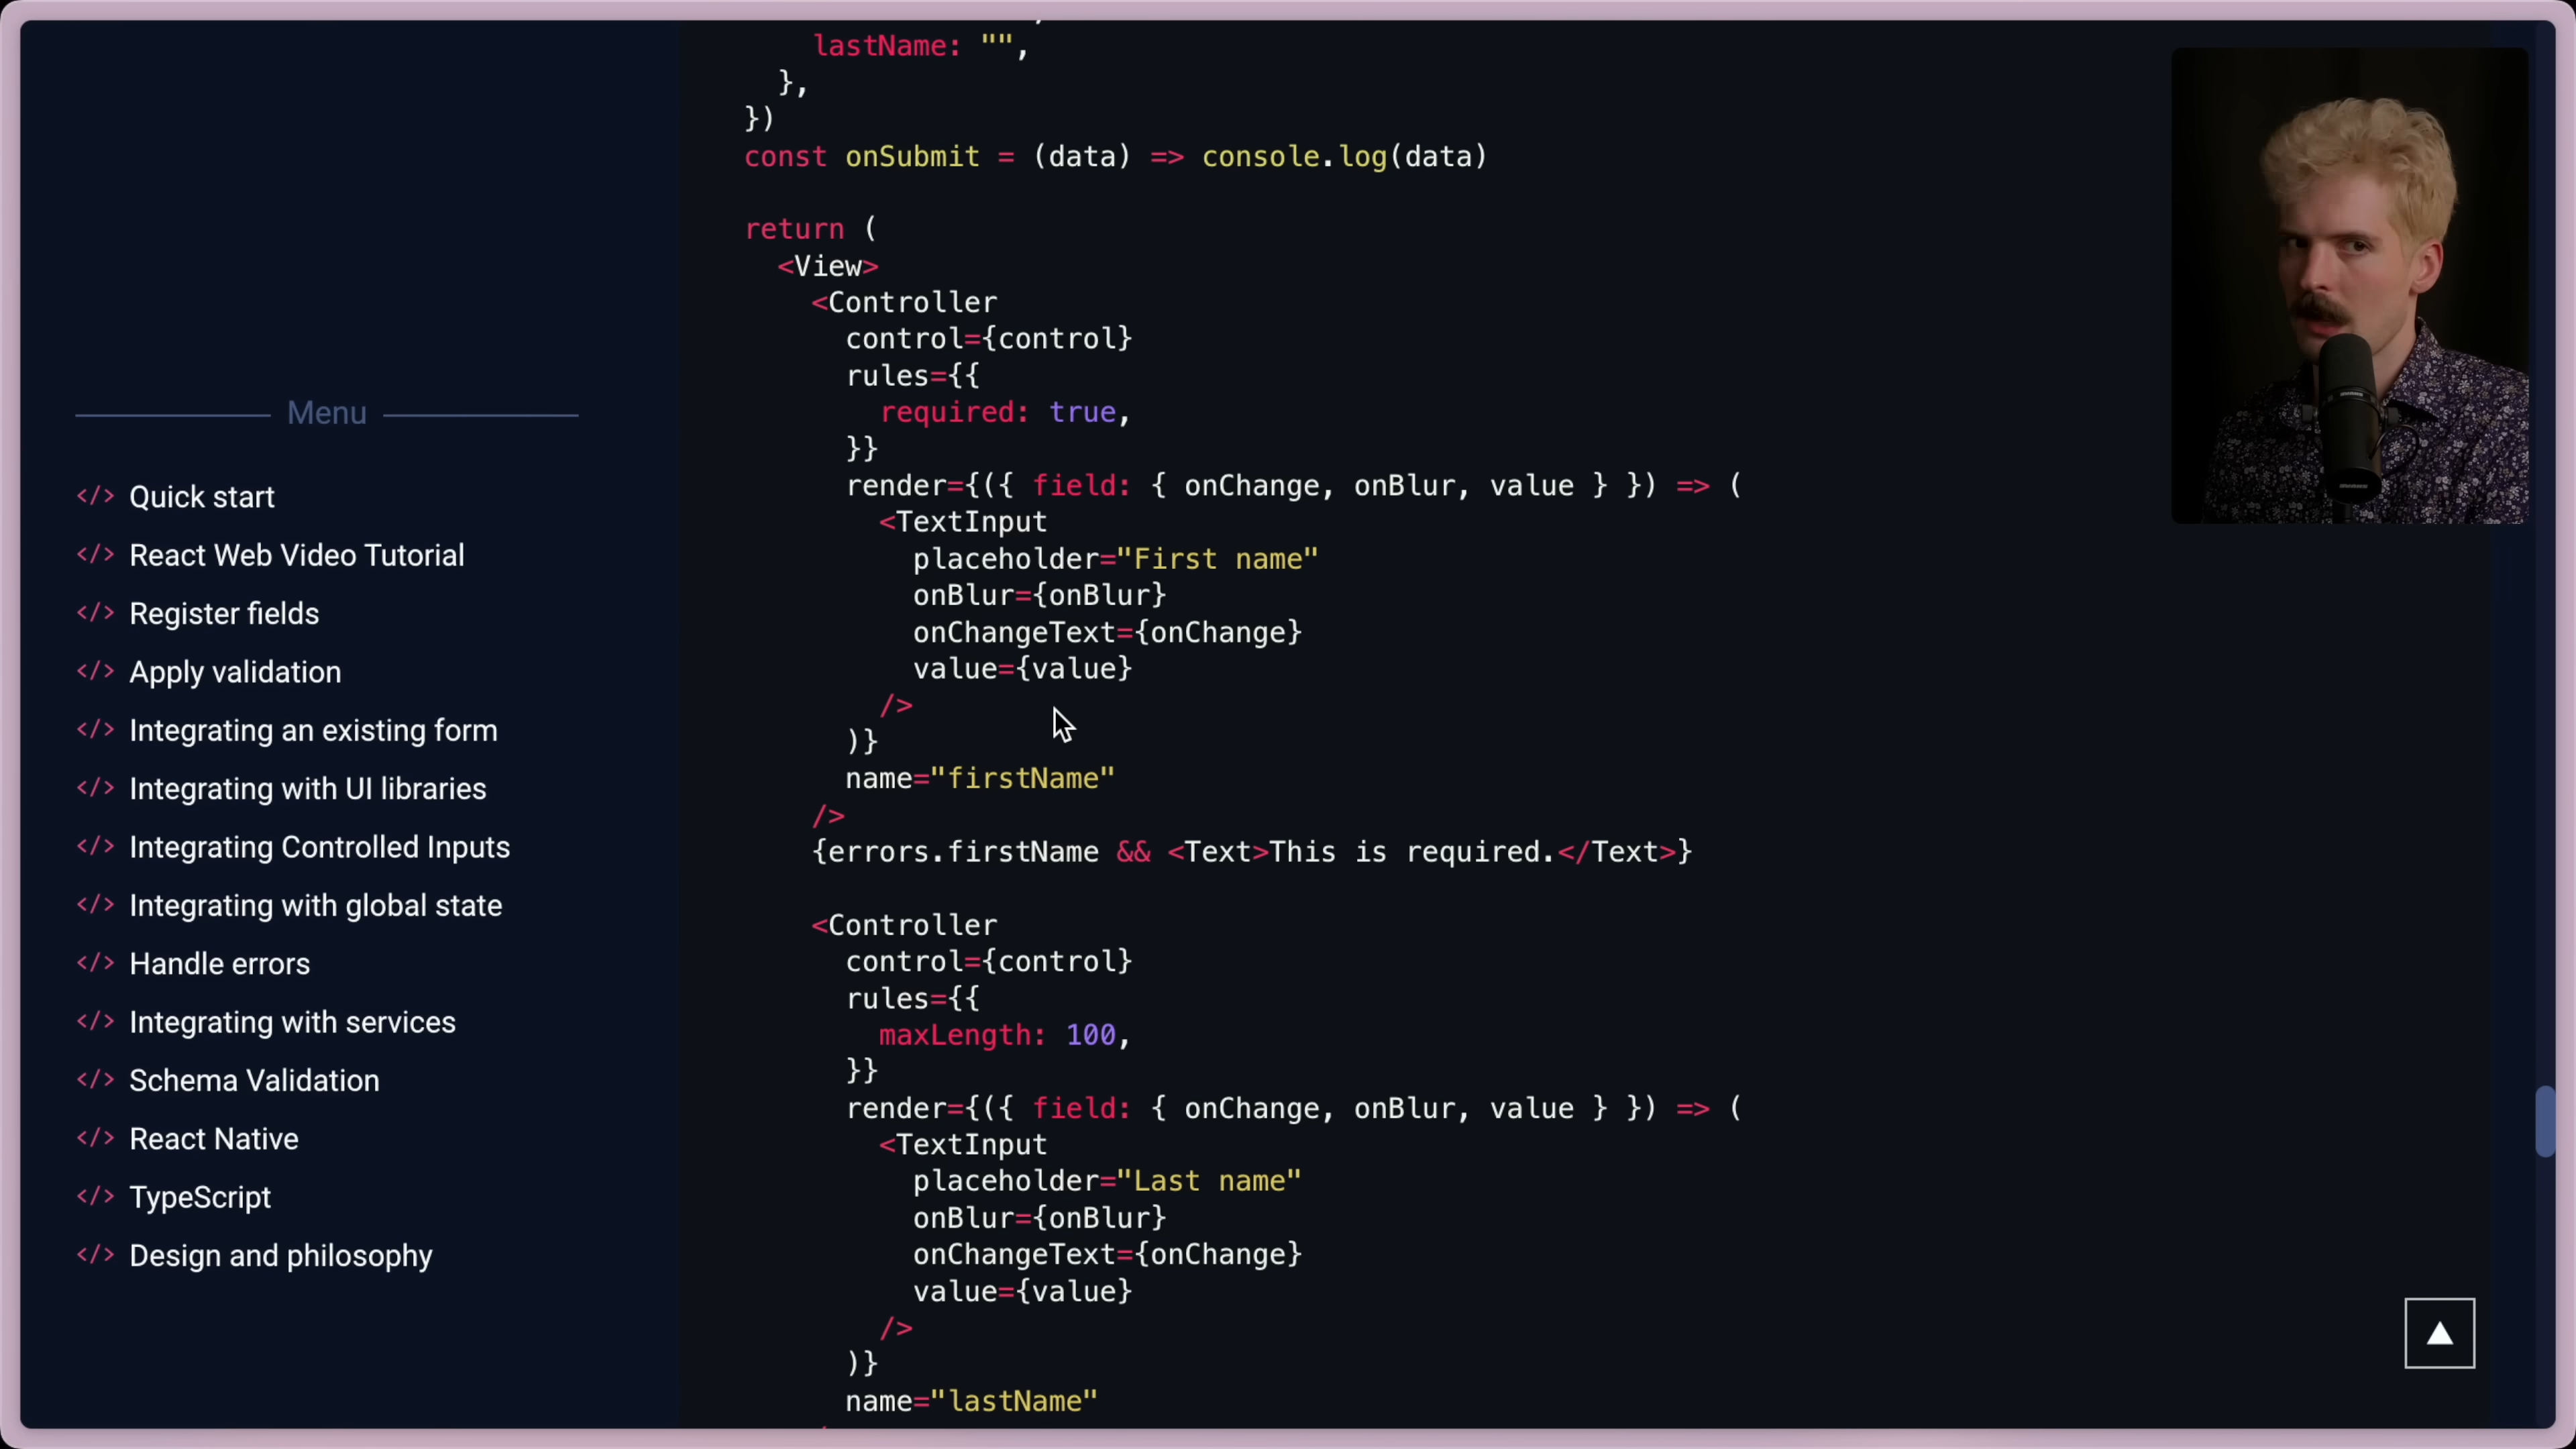 Menu
</> Quick start
</> React Web Video Tutorial
</> Register fields
</> Apply validation
</> Integrating an existing form
</> Integrating with UI libraries
</> Integrating Controlled Inputs
</> Integrating with global state
</> Handle errors
</> Integrating with services
</> Schema Validation
</> React Native
</> TypeScript
</> Design and philosophy
lastName: "",
},
})
const onSubmit = (data) => console.log(data)
return (
<View>
<Controller
control={control}
rules={{
required: true,
}}
render={({ field: { onChange, onBlur, value } }) => (
<TextInput
placeholder="First name"
onBlur={onBlur}
onChangeText={onChange}
value={value}
/>
)}
name="firstName"
/>
{errors.firstName && <Text>This is required.</Text>}
<Controller
control={control}
rules={{
maxLength: 100,
}}
render={({ field: { onChange, onBlur, value } }) => (
<TextInput
placeholder="Last name"
onBlur={onBlur}
onChangeText={onChange}
value={value}
/>
)}
name="lastName"